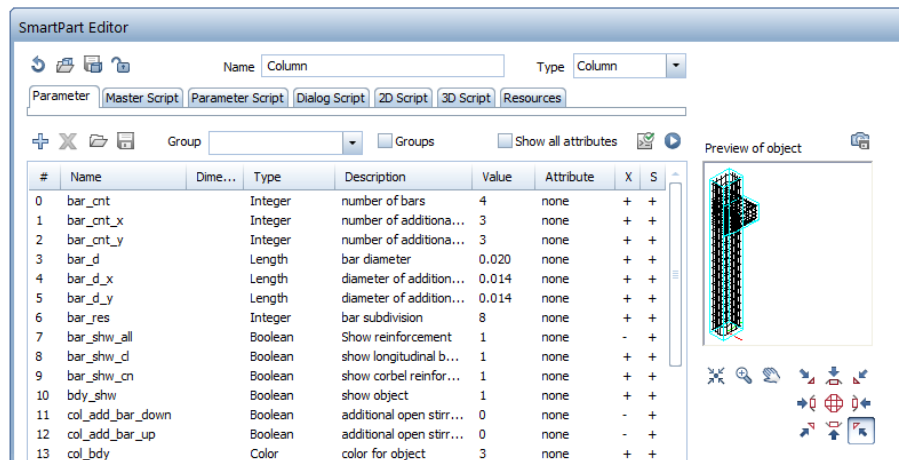 SmartPart Editor
Name Column Type Column
Parameter Master Script Parameter Script Dialog Script 2D Script 3D Script Resources
Group Groups Show all attributes
Preview of object
# Name Dime... Type Description Value Attribute X S
0 bar_cnt Integer number of bars 4 none + +
1 bar_cnt_x Integer number of additiona... 3 none + +
2 bar_cnt_y Integer number of additiona... 3 none + +
3 bar_d Length bar diameter 0.020 none + +
4 bar_d_x Length diameter of addition... 0.014 none + +
5 bar_d_y Length diameter of addition... 0.014 none + +
6 bar_res Integer bar subdivision 8 none + +
7 bar_shw_all Boolean Show reinforcement 1 none - +
8 bar_shw_cl Boolean show longitudinal b... 1 none + +
9 bar_shw_cn Boolean show corbel reinfor... 1 none + +
10 bdy_shw Boolean show object 1 none + +
11 col_add_bar_down Boolean additional open stirr... 0 none - +
12 col_add_bar_up Boolean additional open stirr... 0 none - +
13 col_bdy Color color for object 3 none + +